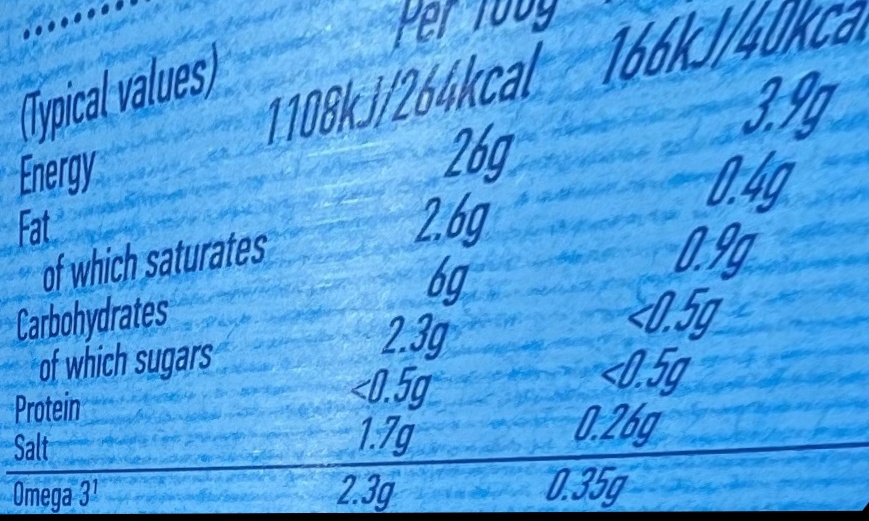 Per 100g
(Typical values)
Energy 1108kJ/264kcal 166kJ/40kcal
Fat 26g 3.9g
of which saturates 2.6g 0.4g
Carbohydrates 6g 0.9g
of which sugars 2.3g <0.5g
Protein <0.5g <0.5g
Salt 1.7g 0.26g
Omega 3¹ 2.3g 0.35g